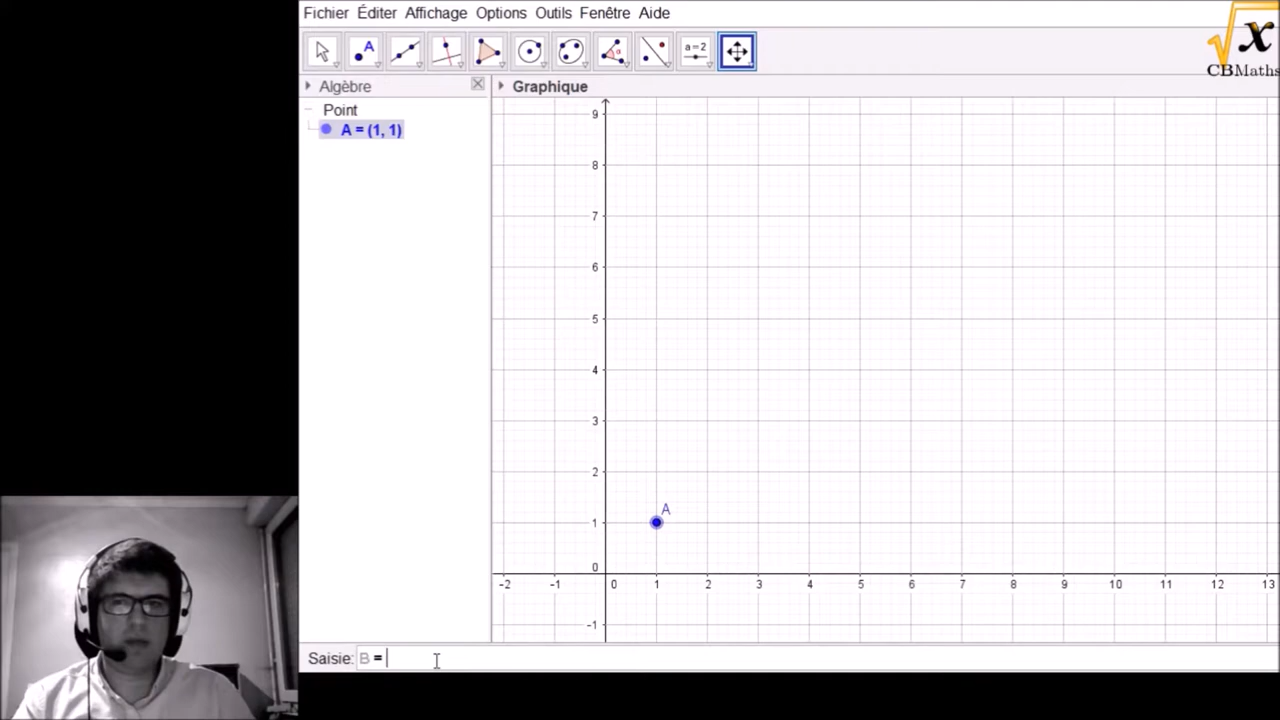 Fichier Éditer Affichage Options Outils Fenêtre Aide
x
CBMaths
A
α
a=2
Algèbre
Graphique
Point
A = (1, 1)
9
8
7
6
5
4
3
2
A
1
0
-2 -1 0 1 2 3 4 5 6 7 8 9 10 11 12 13
-1
Saisie: B =